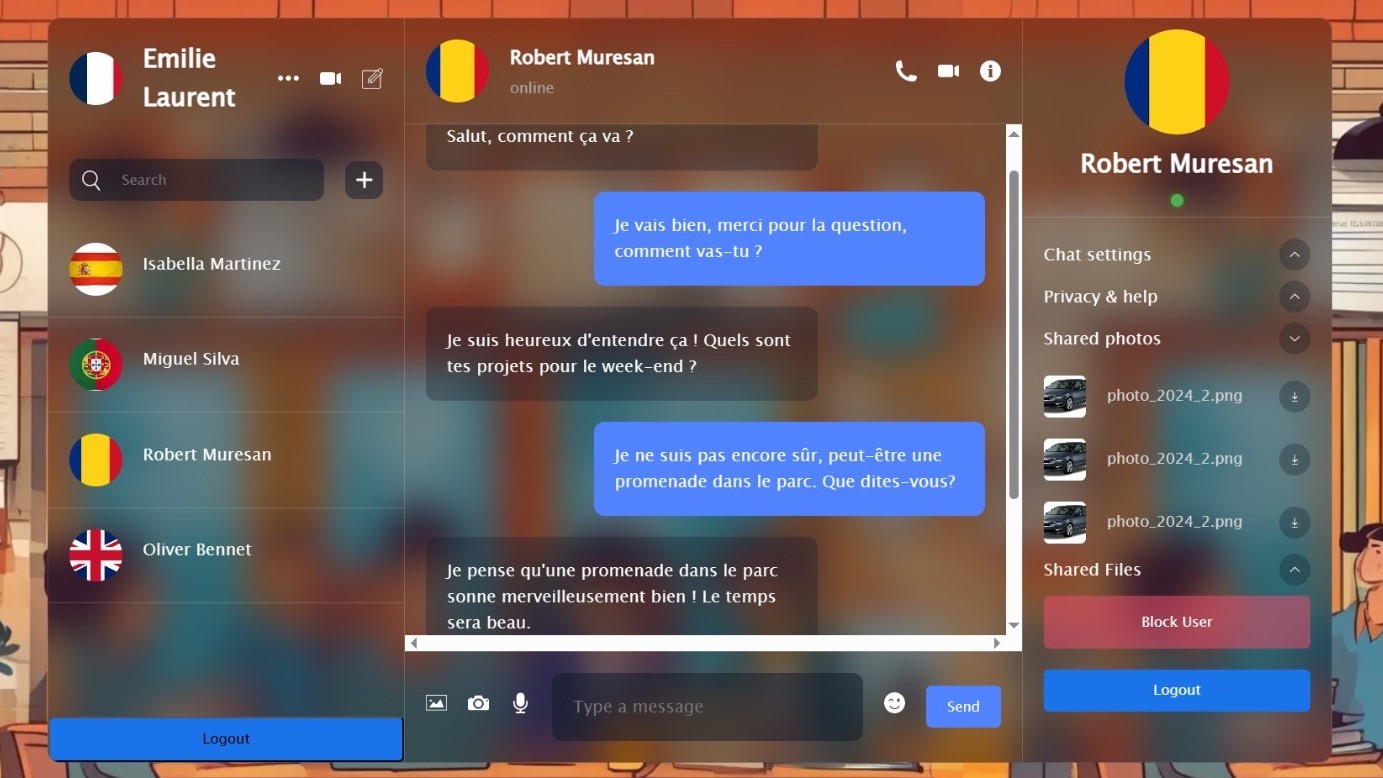 Emilie
Laurent
Search
Isabella Martinez
Miguel Silva
Robert Muresan
Oliver Bennet
Logout
Robert Muresan
online
Salut, comment ça va ?
Je vais bien, merci pour la question,
comment vas-tu ?
Je suis heureux d'entendre ça ! Quels sont
tes projets pour le week-end ?
Je ne suis pas encore sûr, peut-être une
promenade dans le parc. Que dites-vous?
Je pense qu'une promenade dans le parc
sonne merveilleusement bien ! Le temps
sera beau.
Type a message
Send
Robert Muresan
Chat settings
Privacy & help
Shared photos
photo_2024_2.png
photo_2024_2.png
photo_2024_2.png
Shared Files
Block User
Logout